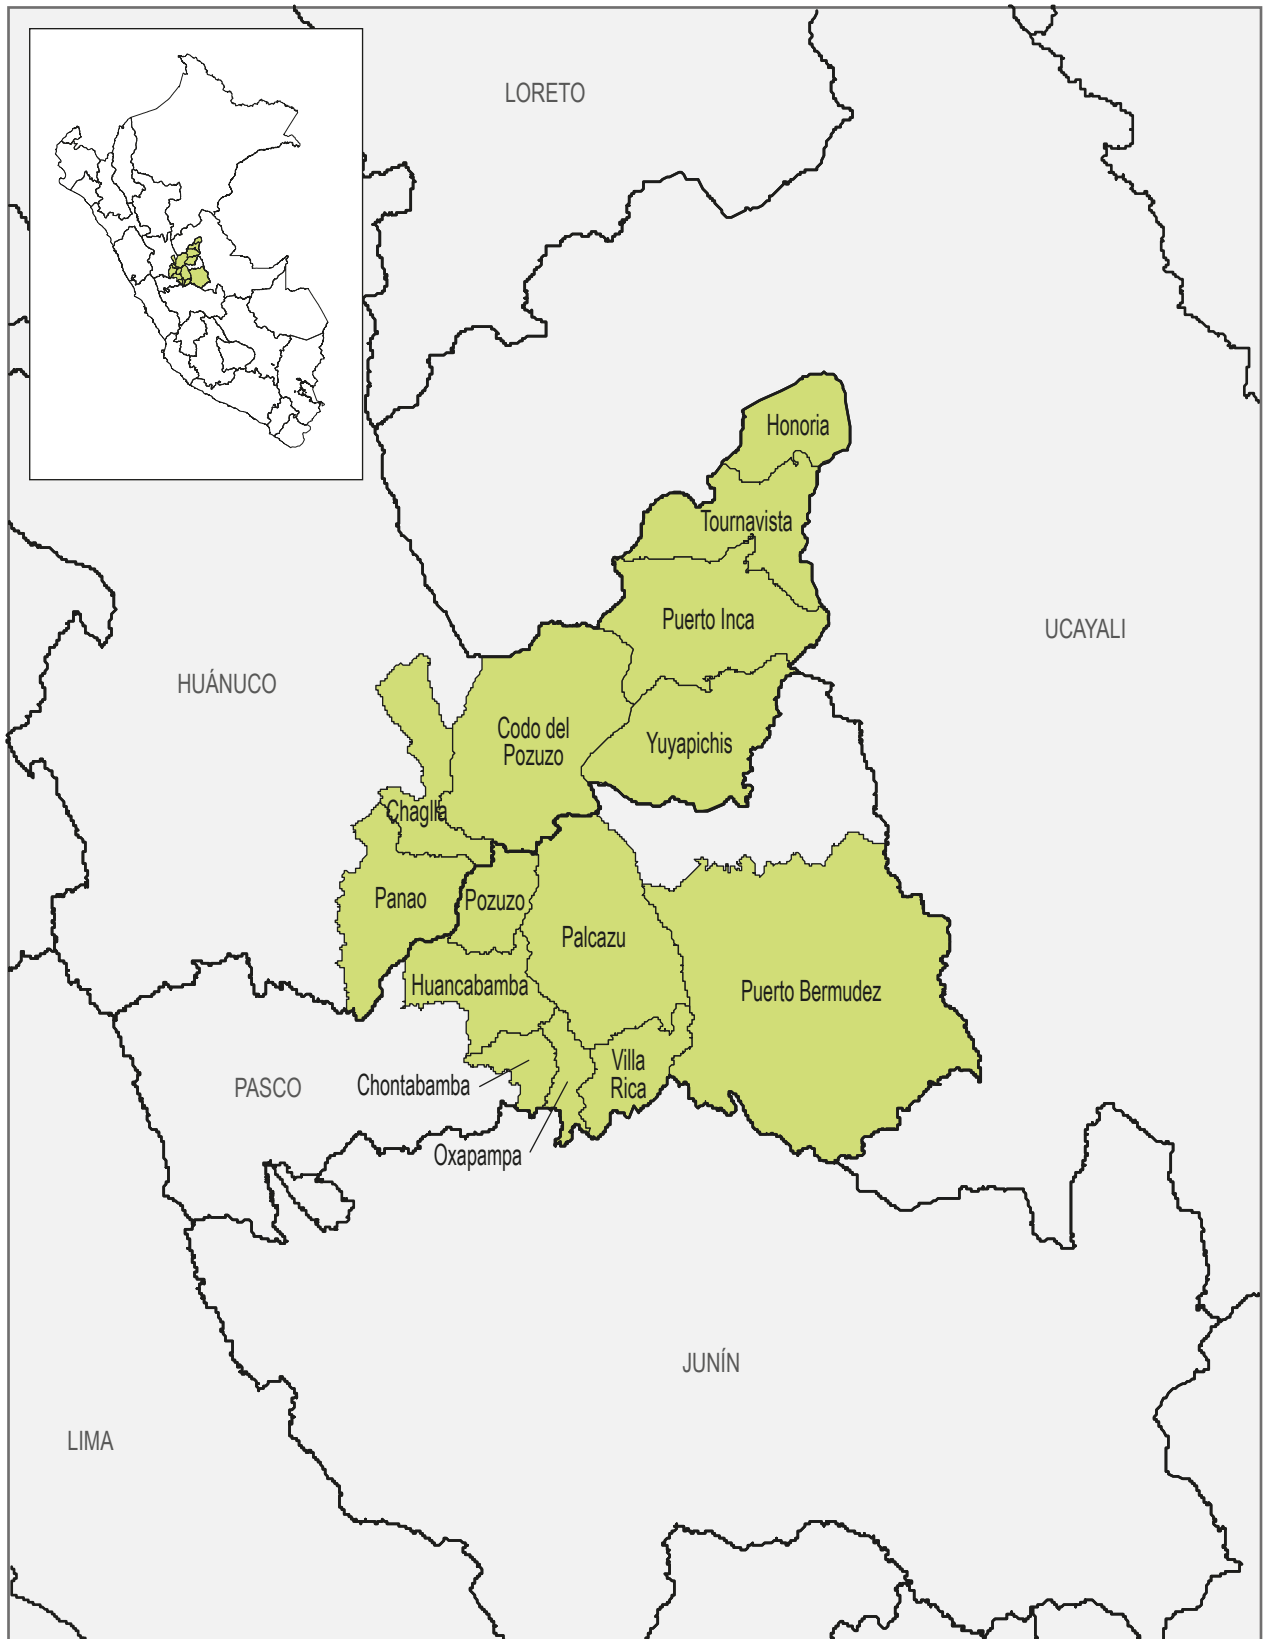 LORETO
Honoria
Tournavista
Puerto Inca
UCAYALI
HUÁNUCO
Codo del
Pozuzo
Yuyapichis
Chaglla
Panao
Pozuzo
Palcazu
Huancabamba
Puerto Bermudez
Villa
Rica
PASCO
Chontabamba
Oxapampa
JUNÍN
LIMA